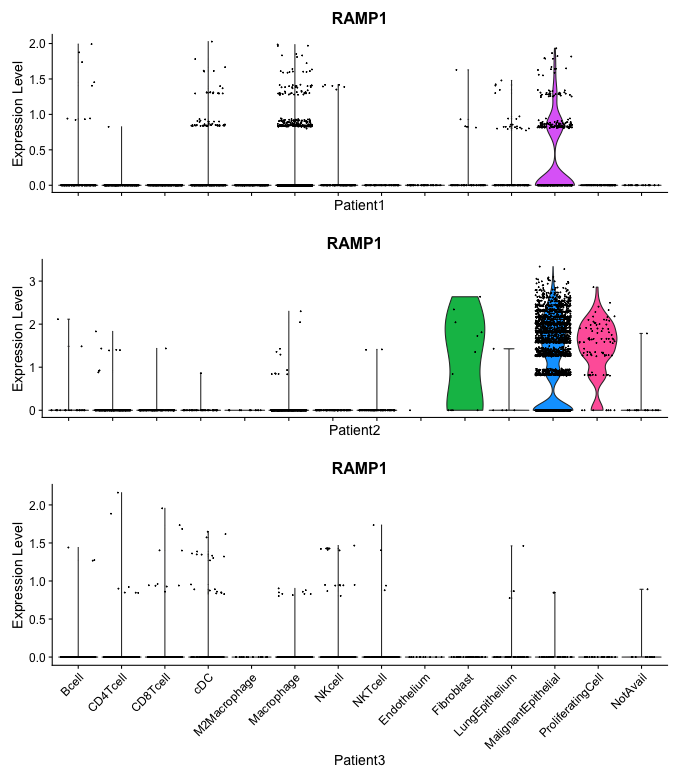 RAMP1
Expression Level
2.0
1.5
1.0
0.5
0.0
Patient1
RAMP1
Expression Level
3
2
1
0
Patient2
RAMP1
Expression Level
2.0
1.5
1.0
0.5
0.0
Bcell
CD4Tcell
CD8Tcell
cDC
M2Macrophage
Macrophage
NKcell
NKTcell
Endothelium
Fibroblast
LungEpithelium
MalignantEpithelial
ProliferatingCell
NotAvail
Patient3